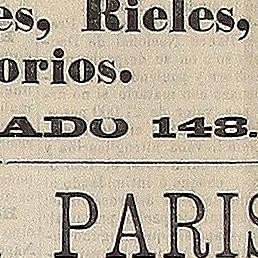 es, Rieles,
orios.
ADO 148.
PARIS